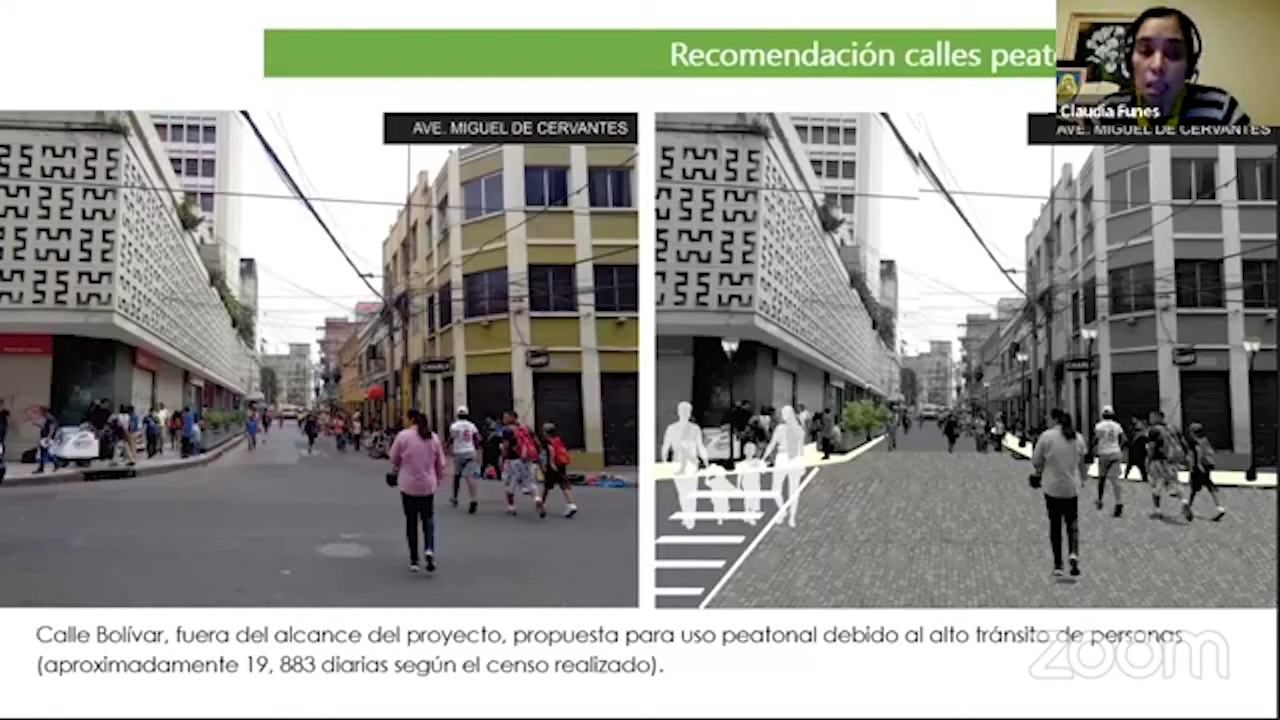 Recomendación calles
Claudia Funes
AVE. MIGUEL DE CERVANTES
AVE. MIGUEL DE CERVANTES
Calle Bolívar, fuera del alcance del proyecto, propuesta para uso peatonal debido al alto tránsito de personas
(aproximadamente 19, 883 diarias según el censo realizado).
zoom